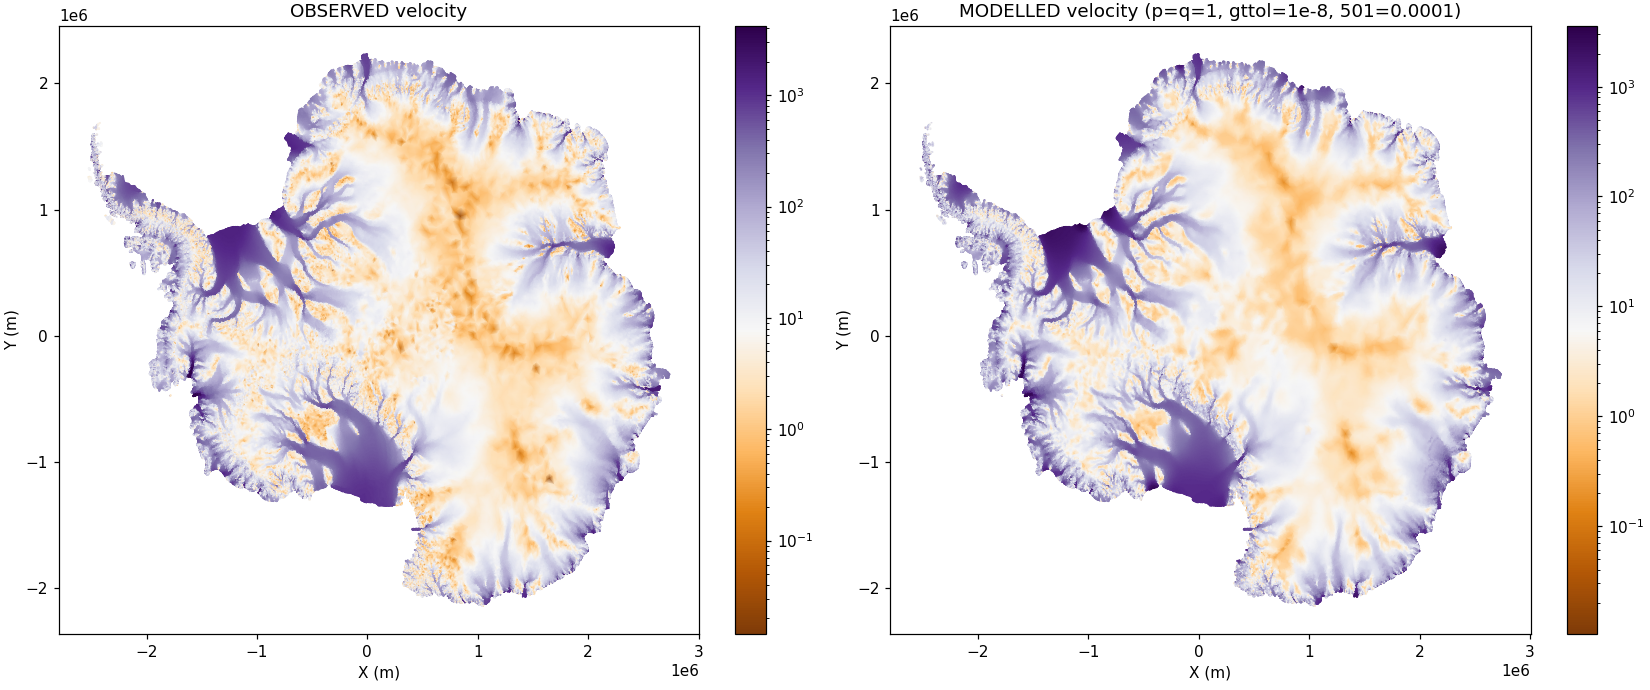 OBSERVED velocity
1e6
2
1
0
−1
−2
Y (m)
−2 −1 0 1 2 3
X (m)
1e6
10³
10²
10¹
10⁰
10⁻¹
MODELLED velocity (p=q=1, gttol=1e-8, 501=0.0001)
1e6
2
1
0
−1
−2
Y (m)
−2 −1 0 1 2 3
X (m)
1e6
10³
10²
10¹
10⁰
10⁻¹